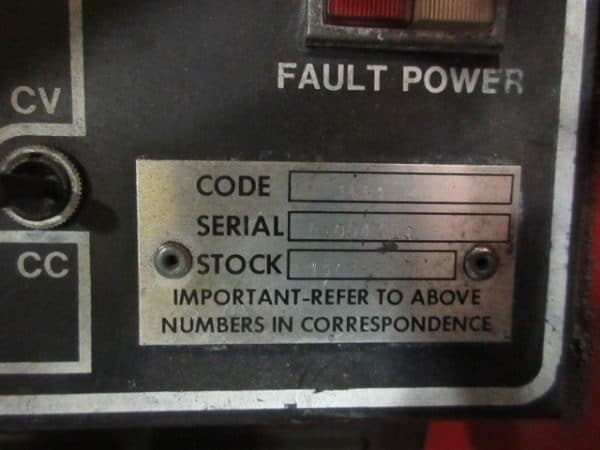 FAULT POWER
CV
CC
CODE
SERIAL
STOCK
IMPORTANT-REFER TO ABOVE
NUMBERS IN CORRESPONDENCE